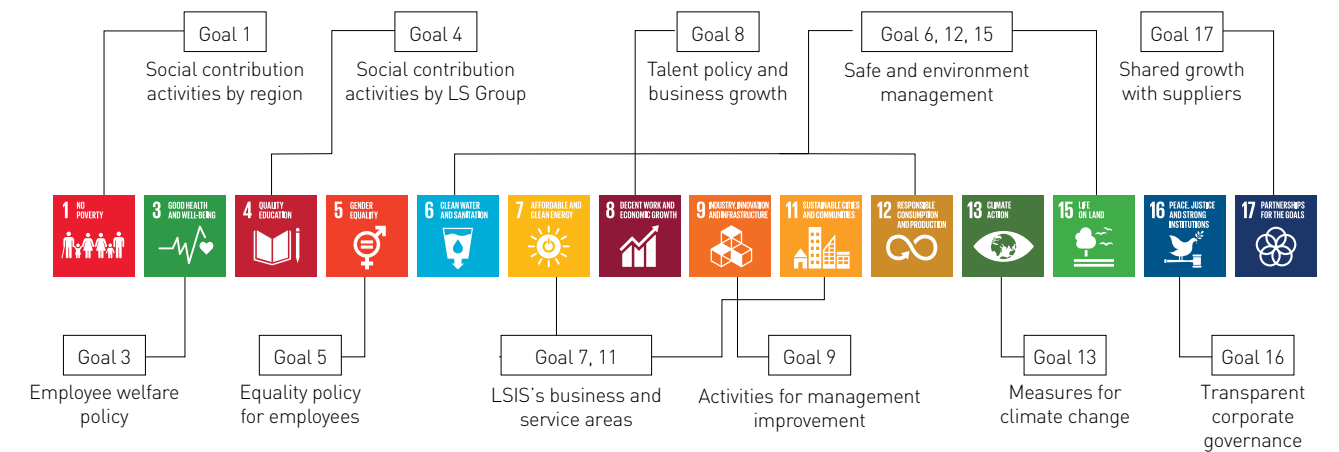 Goal 1
Social contribution
activities by region
Goal 4
Social contribution
activities by LS Group
Goal 8
Talent policy and
business growth
Goal 6, 12, 15
Safe and environment
management
Goal 17
Shared growth
with suppliers
1 NO
POVERTY
3 GOOD HEALTH
AND WELL-BEING
4 QUALITY
EDUCATION
5 GENDER
EQUALITY
6 CLEAN WATER
AND SANITATION
7 AFFORDABLE AND
CLEAN ENERGY
8 DECENT WORK AND
ECONOMIC GROWTH
9 INDUSTRY, INNOVATION
AND INFRASTRUCTURE
11 SUSTAINABLE CITIES
AND COMMUNITIES
12 RESPONSIBLE
CONSUMPTION
AND PRODUCTION
13 CLIMATE
ACTION
15 LIFE
ON LAND
16 PEACE, JUSTICE
AND STRONG
INSTITUTIONS
17 PARTNERSHIPS
FOR THE GOALS
Goal 3
Employee welfare
policy
Goal 5
Equality policy
for employees
Goal 7, 11
LSIS's business and
service areas
Goal 9
Activities for management
improvement
Goal 13
Measures for
climate change
Goal 16
Transparent
corporate
governance